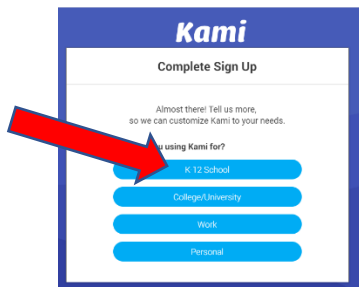 Kami
Complete Sign Up
Almost there! Tell us more,
so we can customize Kami to your needs.
using Kami for?
K 12 School
College/University
Work
Personal